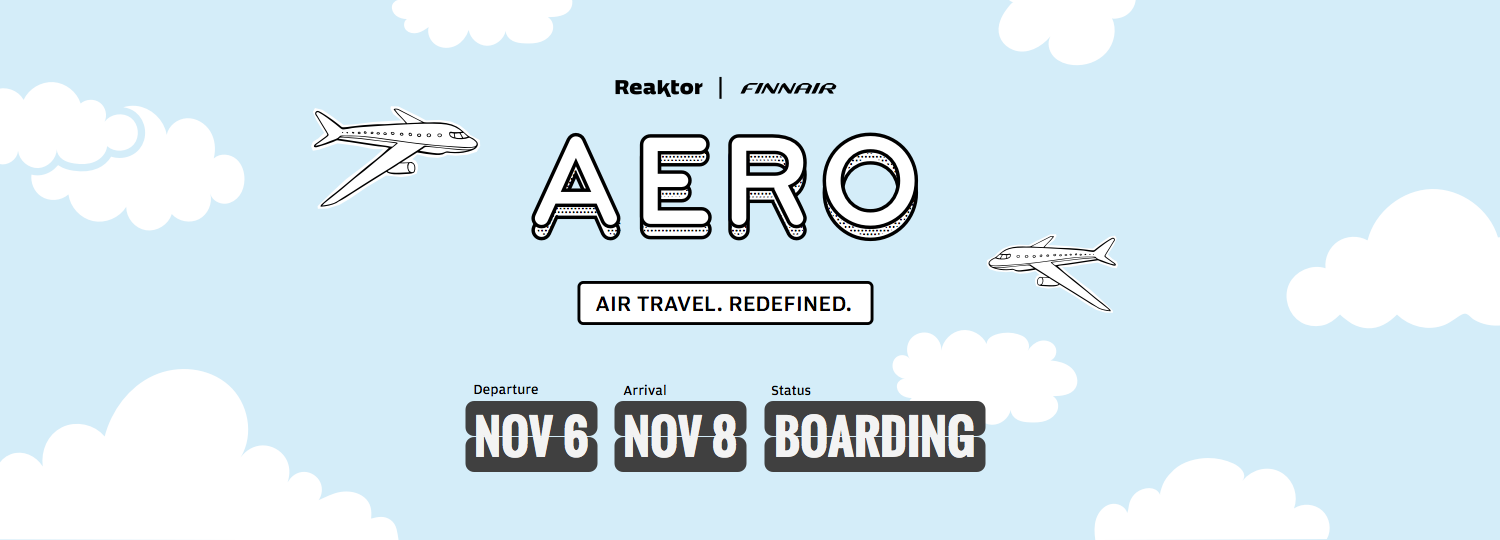 Reaktor | FINNAIR
AERO
AIR TRAVEL. REDEFINED.
Departure Arrival Status
NOV 6 NOV 8 BOARDING